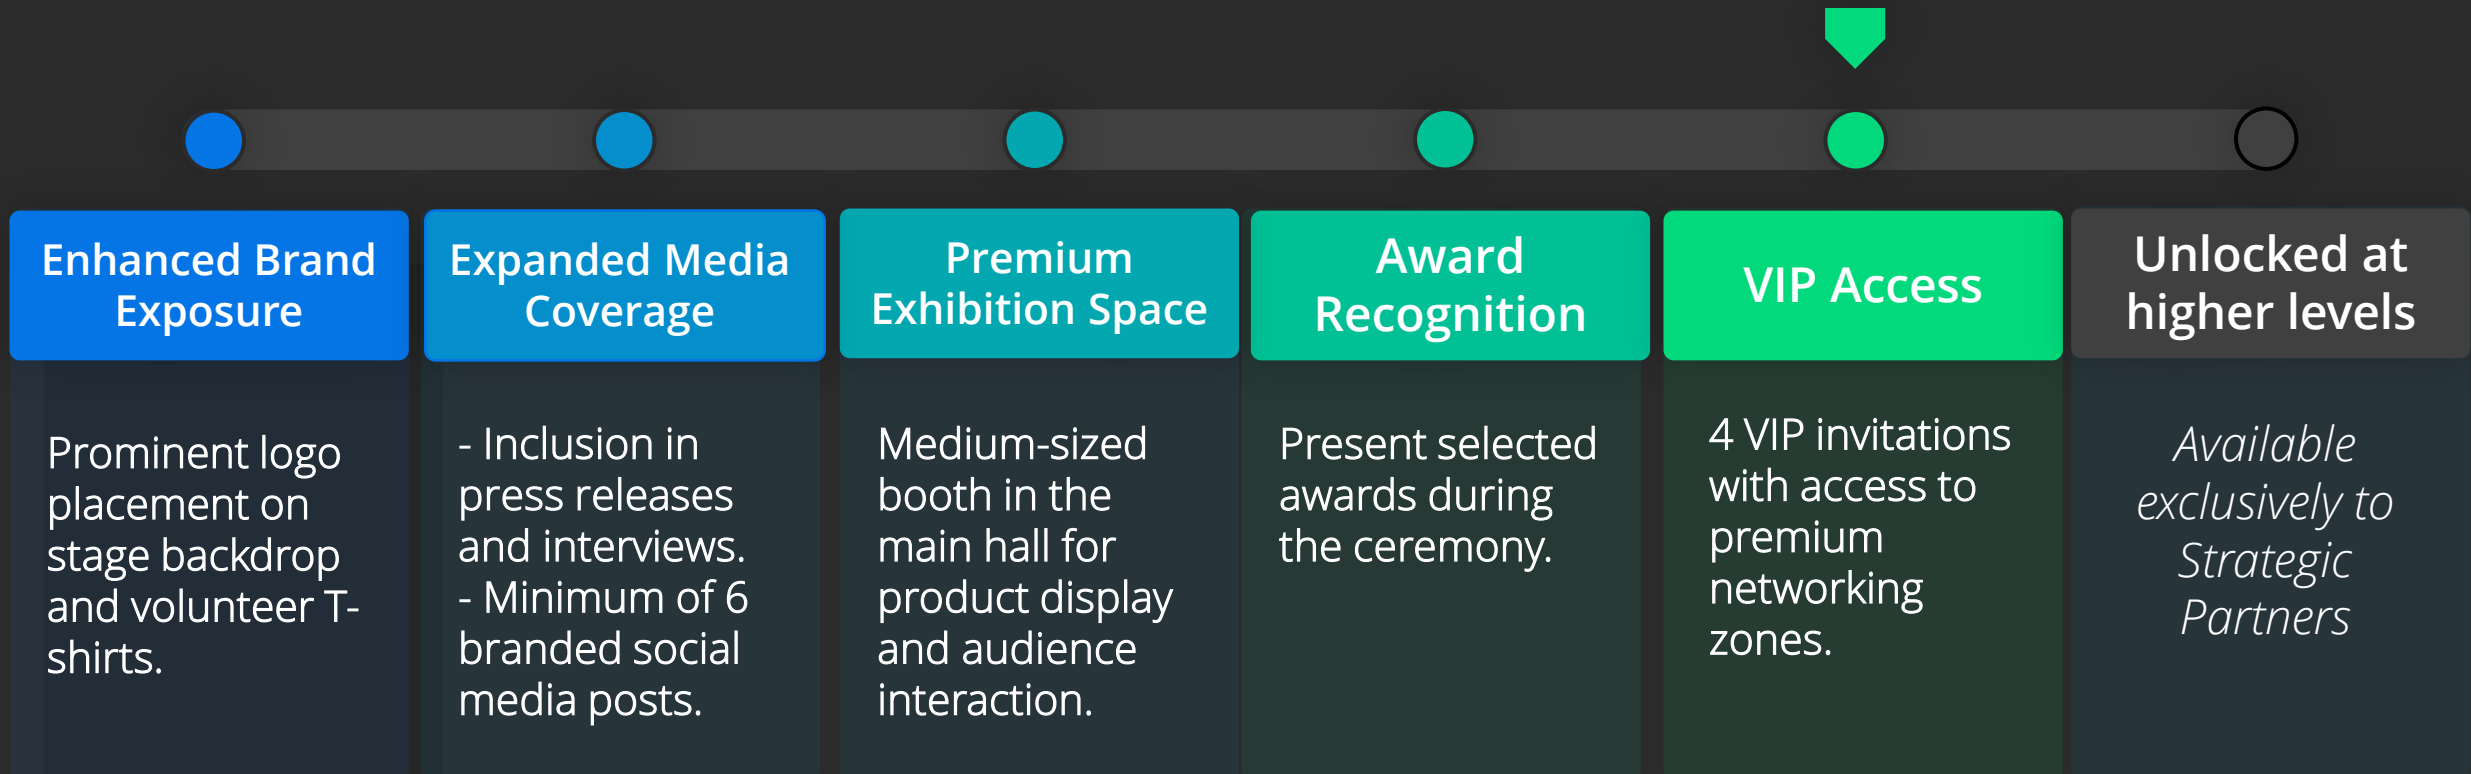 Enhanced Brand
Exposure
Prominent logo
placement on
stage backdrop
and volunteer T-
shirts.
Expanded Media
Coverage
- Inclusion in
press releases
and interviews.
- Minimum of 6
branded social
media posts.
Premium
Exhibition Space
Medium-sized
booth in the
main hall for
product display
and audience
interaction.
Award
Recognition
Present selected
awards during
the ceremony.
VIP Access
4 VIP invitations
with access to
premium
networking
zones.
Unlocked at
higher levels
Available
exclusively to
Strategic
Partners